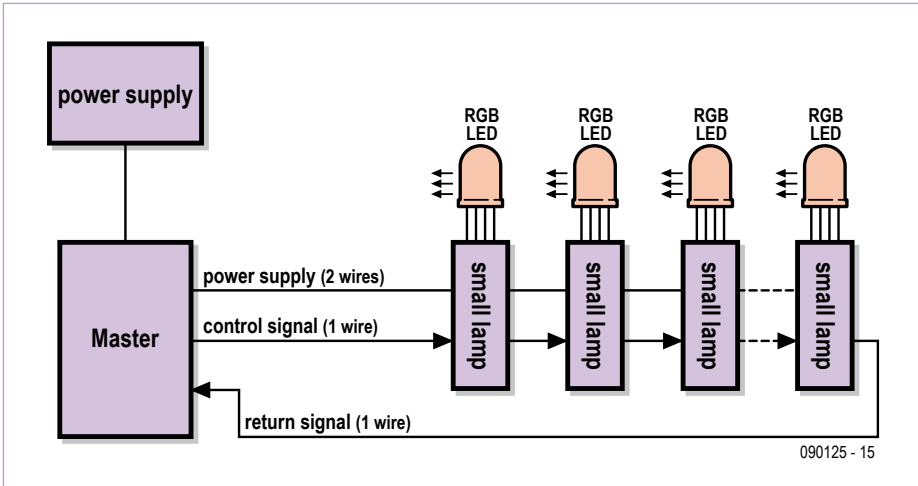 power supply
RGB
LED
RGB
LED
RGB
LED
RGB
LED
Master
power supply (2 wires)
control signal (1 wire)
return signal (1 wire)
small lamp
small lamp
small lamp
small lamp
090125 - 15